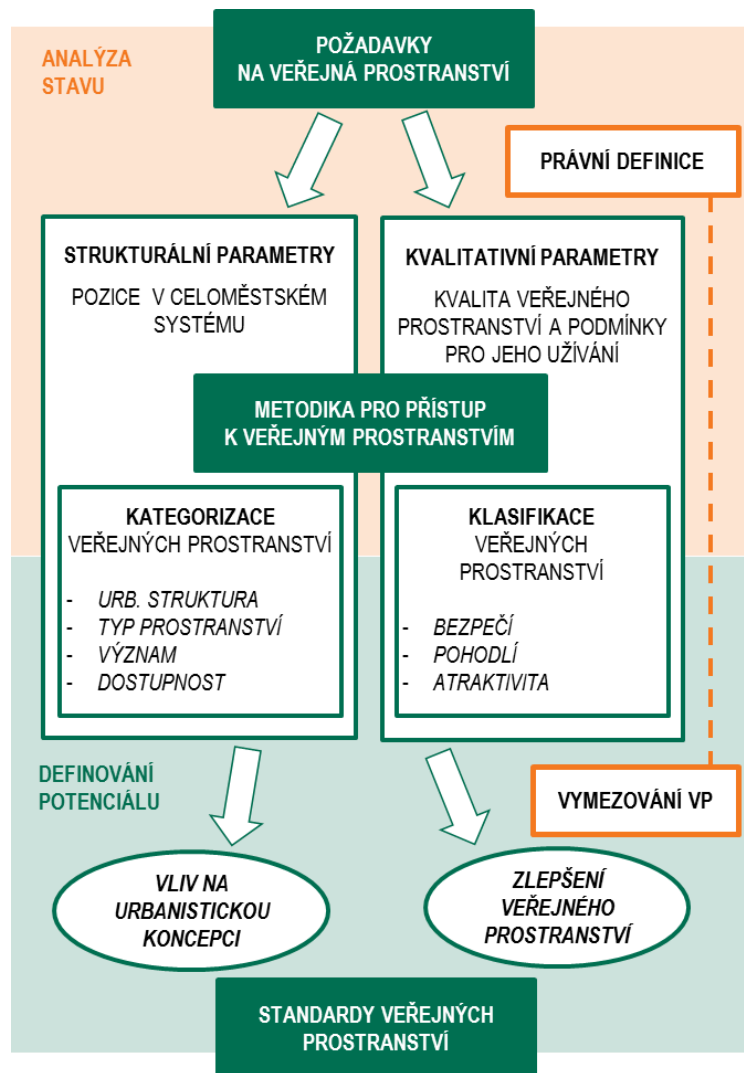 POŽADAVKY
NA VEŘEJNÁ PROSTRANSTVÍ
ANALÝZA
STAVU
PRÁVNÍ DEFINICE
STRUKTURÁLNÍ PARAMETRY
POZICE V CELOMĚSTSKÉM
SYSTÉMU
KVALITATIVNÍ PARAMETRY
KVALITA VEŘEJNÉHO
PROSTRANSTVÍ A PODMÍNKY
PRO JEHO UŽÍVÁNÍ
METODIKA PRO PŘÍSTUP
K VEŘEJNÝM PROSTRANSTVÍM
KATEGORIZACE
VEŘEJNÝCH PROSTRANSTVÍ
- URB. STRUKTURA
- TYP PROSTRANSTVÍ
- VÝZNAM
- DOSTUPNOST
KLASIFIKACE
VEŘEJNÝCH
PROSTRANSTVÍ
- BEZPEČÍ
- POHODLÍ
- ATRAKTIVITA
DEFINOVÁNÍ
POTENCIÁLU
VYMEZOVÁNÍ VP
VLIV NA
URBANISTICKOU
KONCEPCI
ZLEPŠENÍ
VEŘEJNÉHO
PROSTRANSTVÍ
STANDARDY VEŘEJNÝCH
PROSTRANSTVÍ